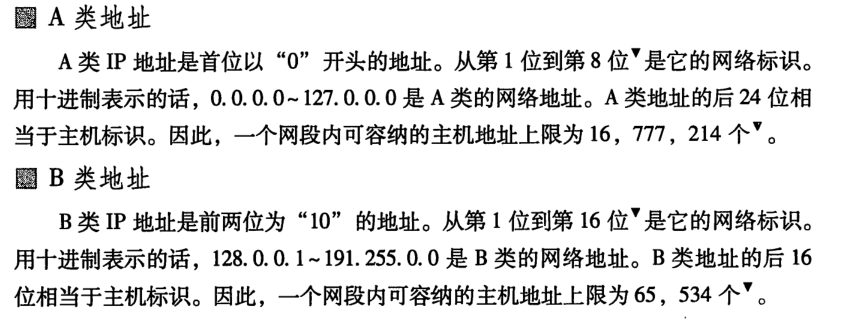 A 类地址
A 类 IP 地址是首位以“0”开头的地址。从第 1 位到第 8 位▼是它的网络标识。
用十进制表示的话，0.0.0.0~127.0.0.0 是 A 类的网络地址。A 类地址的后 24 位相
当于主机标识。因此，一个网段内可容纳的主机地址上限为 16，777，214 个▼。
B 类地址
B 类 IP 地址是前两位为“10”的地址。从第 1 位到第 16 位▼是它的网络标识。
用十进制表示的话，128.0.0.1~191.255.0.0 是 B 类的网络地址。B 类地址的后 16
位相当于主机标识。因此，一个网段内可容纳的主机地址上限为 65，534 个▼。